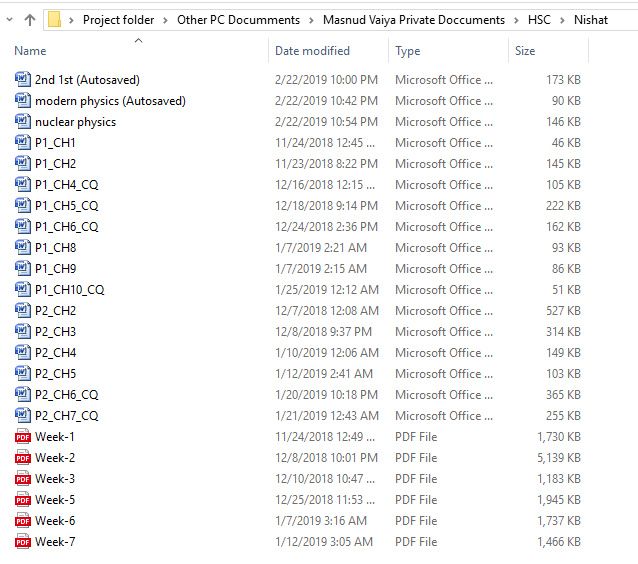 Project folder > Other PC Documments > Masnud Vaiya Private Doccuments > HSC > Nishat
Name Date modified Type Size
2nd 1st (Autosaved) 2/22/2019 10:00 PM Microsoft Office ... 173 KB
modern physics (Autosaved) 2/22/2019 10:42 PM Microsoft Office ... 90 KB
nuclear physics 2/22/2019 10:54 PM Microsoft Office ... 146 KB
P1_CH1 11/24/2018 12:45 ... Microsoft Office ... 46 KB
P1_CH2 11/23/2018 8:22 PM Microsoft Office ... 145 KB
P1_CH4_CQ 12/16/2018 12:15 ... Microsoft Office ... 105 KB
P1_CH5_CQ 12/18/2018 9:14 PM Microsoft Office ... 222 KB
P1_CH6_CQ 12/24/2018 2:36 PM Microsoft Office ... 162 KB
P1_CH8 1/7/2019 2:21 AM Microsoft Office ... 93 KB
P1_CH9 1/7/2019 2:15 AM Microsoft Office ... 86 KB
P1_CH10_CQ 1/25/2019 12:12 AM Microsoft Office ... 51 KB
P2_CH2 12/7/2018 12:08 AM Microsoft Office ... 527 KB
P2_CH3 12/8/2018 9:37 PM Microsoft Office ... 314 KB
P2_CH4 1/10/2019 12:06 AM Microsoft Office ... 149 KB
P2_CH5 1/12/2019 2:41 AM Microsoft Office ... 103 KB
P2_CH6_CQ 1/20/2019 10:18 PM Microsoft Office ... 365 KB
P2_CH7_CQ 1/21/2019 12:43 AM Microsoft Office ... 255 KB
PDF Week-1 11/24/2018 12:49 ... PDF File 1,730 KB
PDF Week-2 12/8/2018 10:01 PM PDF File 5,139 KB
PDF Week-3 12/10/2018 10:47 ... PDF File 1,183 KB
PDF Week-5 12/25/2018 11:53 ... PDF File 1,945 KB
PDF Week-6 1/7/2019 3:16 AM PDF File 1,737 KB
PDF Week-7 1/12/2019 3:05 AM PDF File 1,466 KB